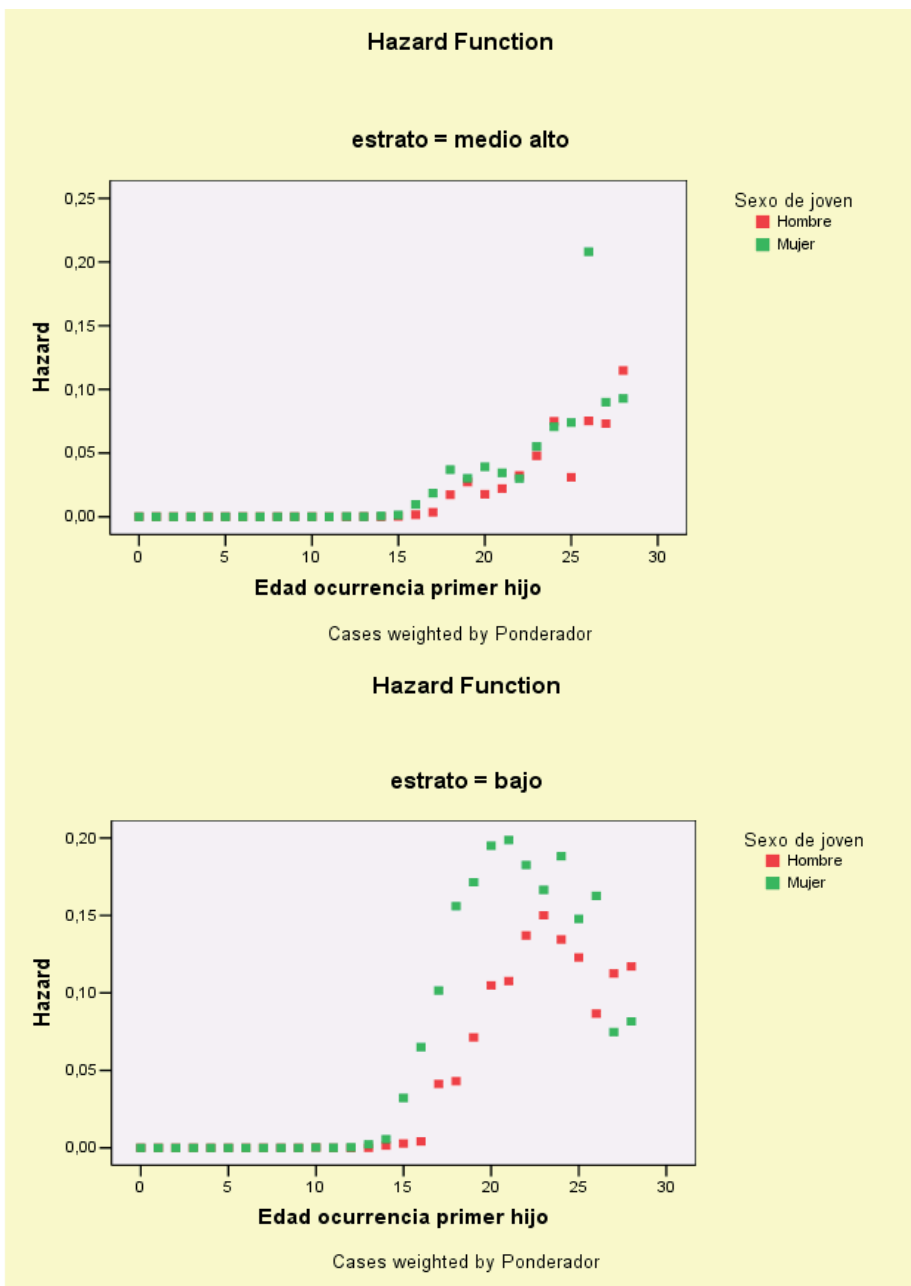 Hazard Function
estrato = medio alto
Sexo de joven
Hombre
Mujer
Hazard
0,25
0,20
0,15
0,10
0,05
0,00
0 5 10 15 20 25 30
Edad ocurrencia primer hijo
Cases weighted by Ponderador
Hazard Function
estrato = bajo
Sexo de joven
Hombre
Mujer
Hazard
0,20
0,15
0,10
0,05
0,00
0 5 10 15 20 25 30
Edad ocurrencia primer hijo
Cases weighted by Ponderador